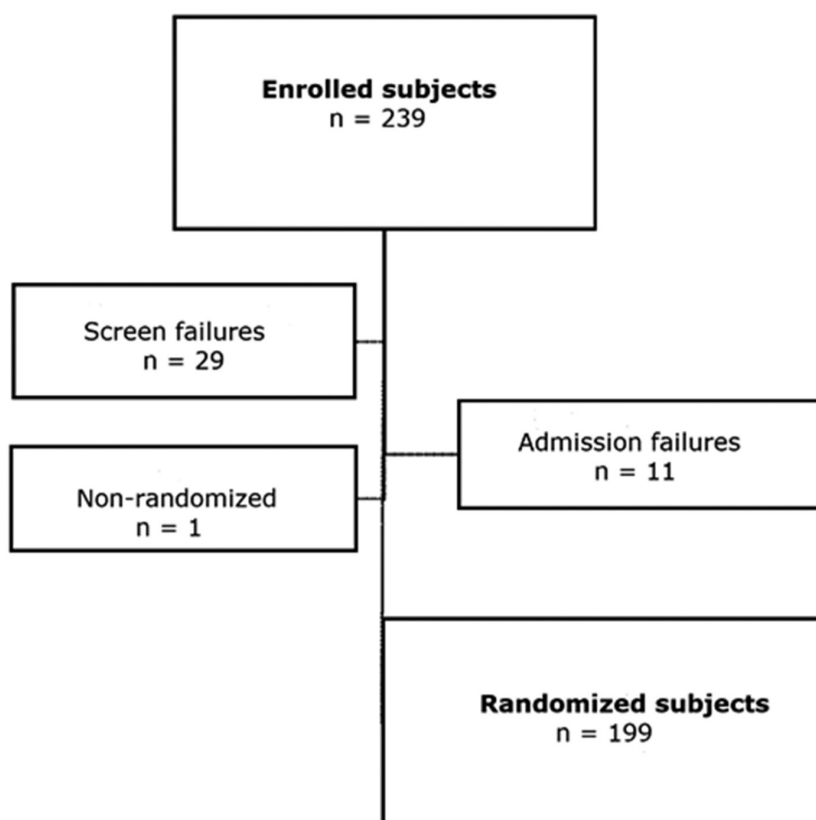 Enrolled subjects
n = 239
Screen failures
n = 29
Admission failures
n = 11
Non-randomized
n = 1
Randomized subjects
n = 199